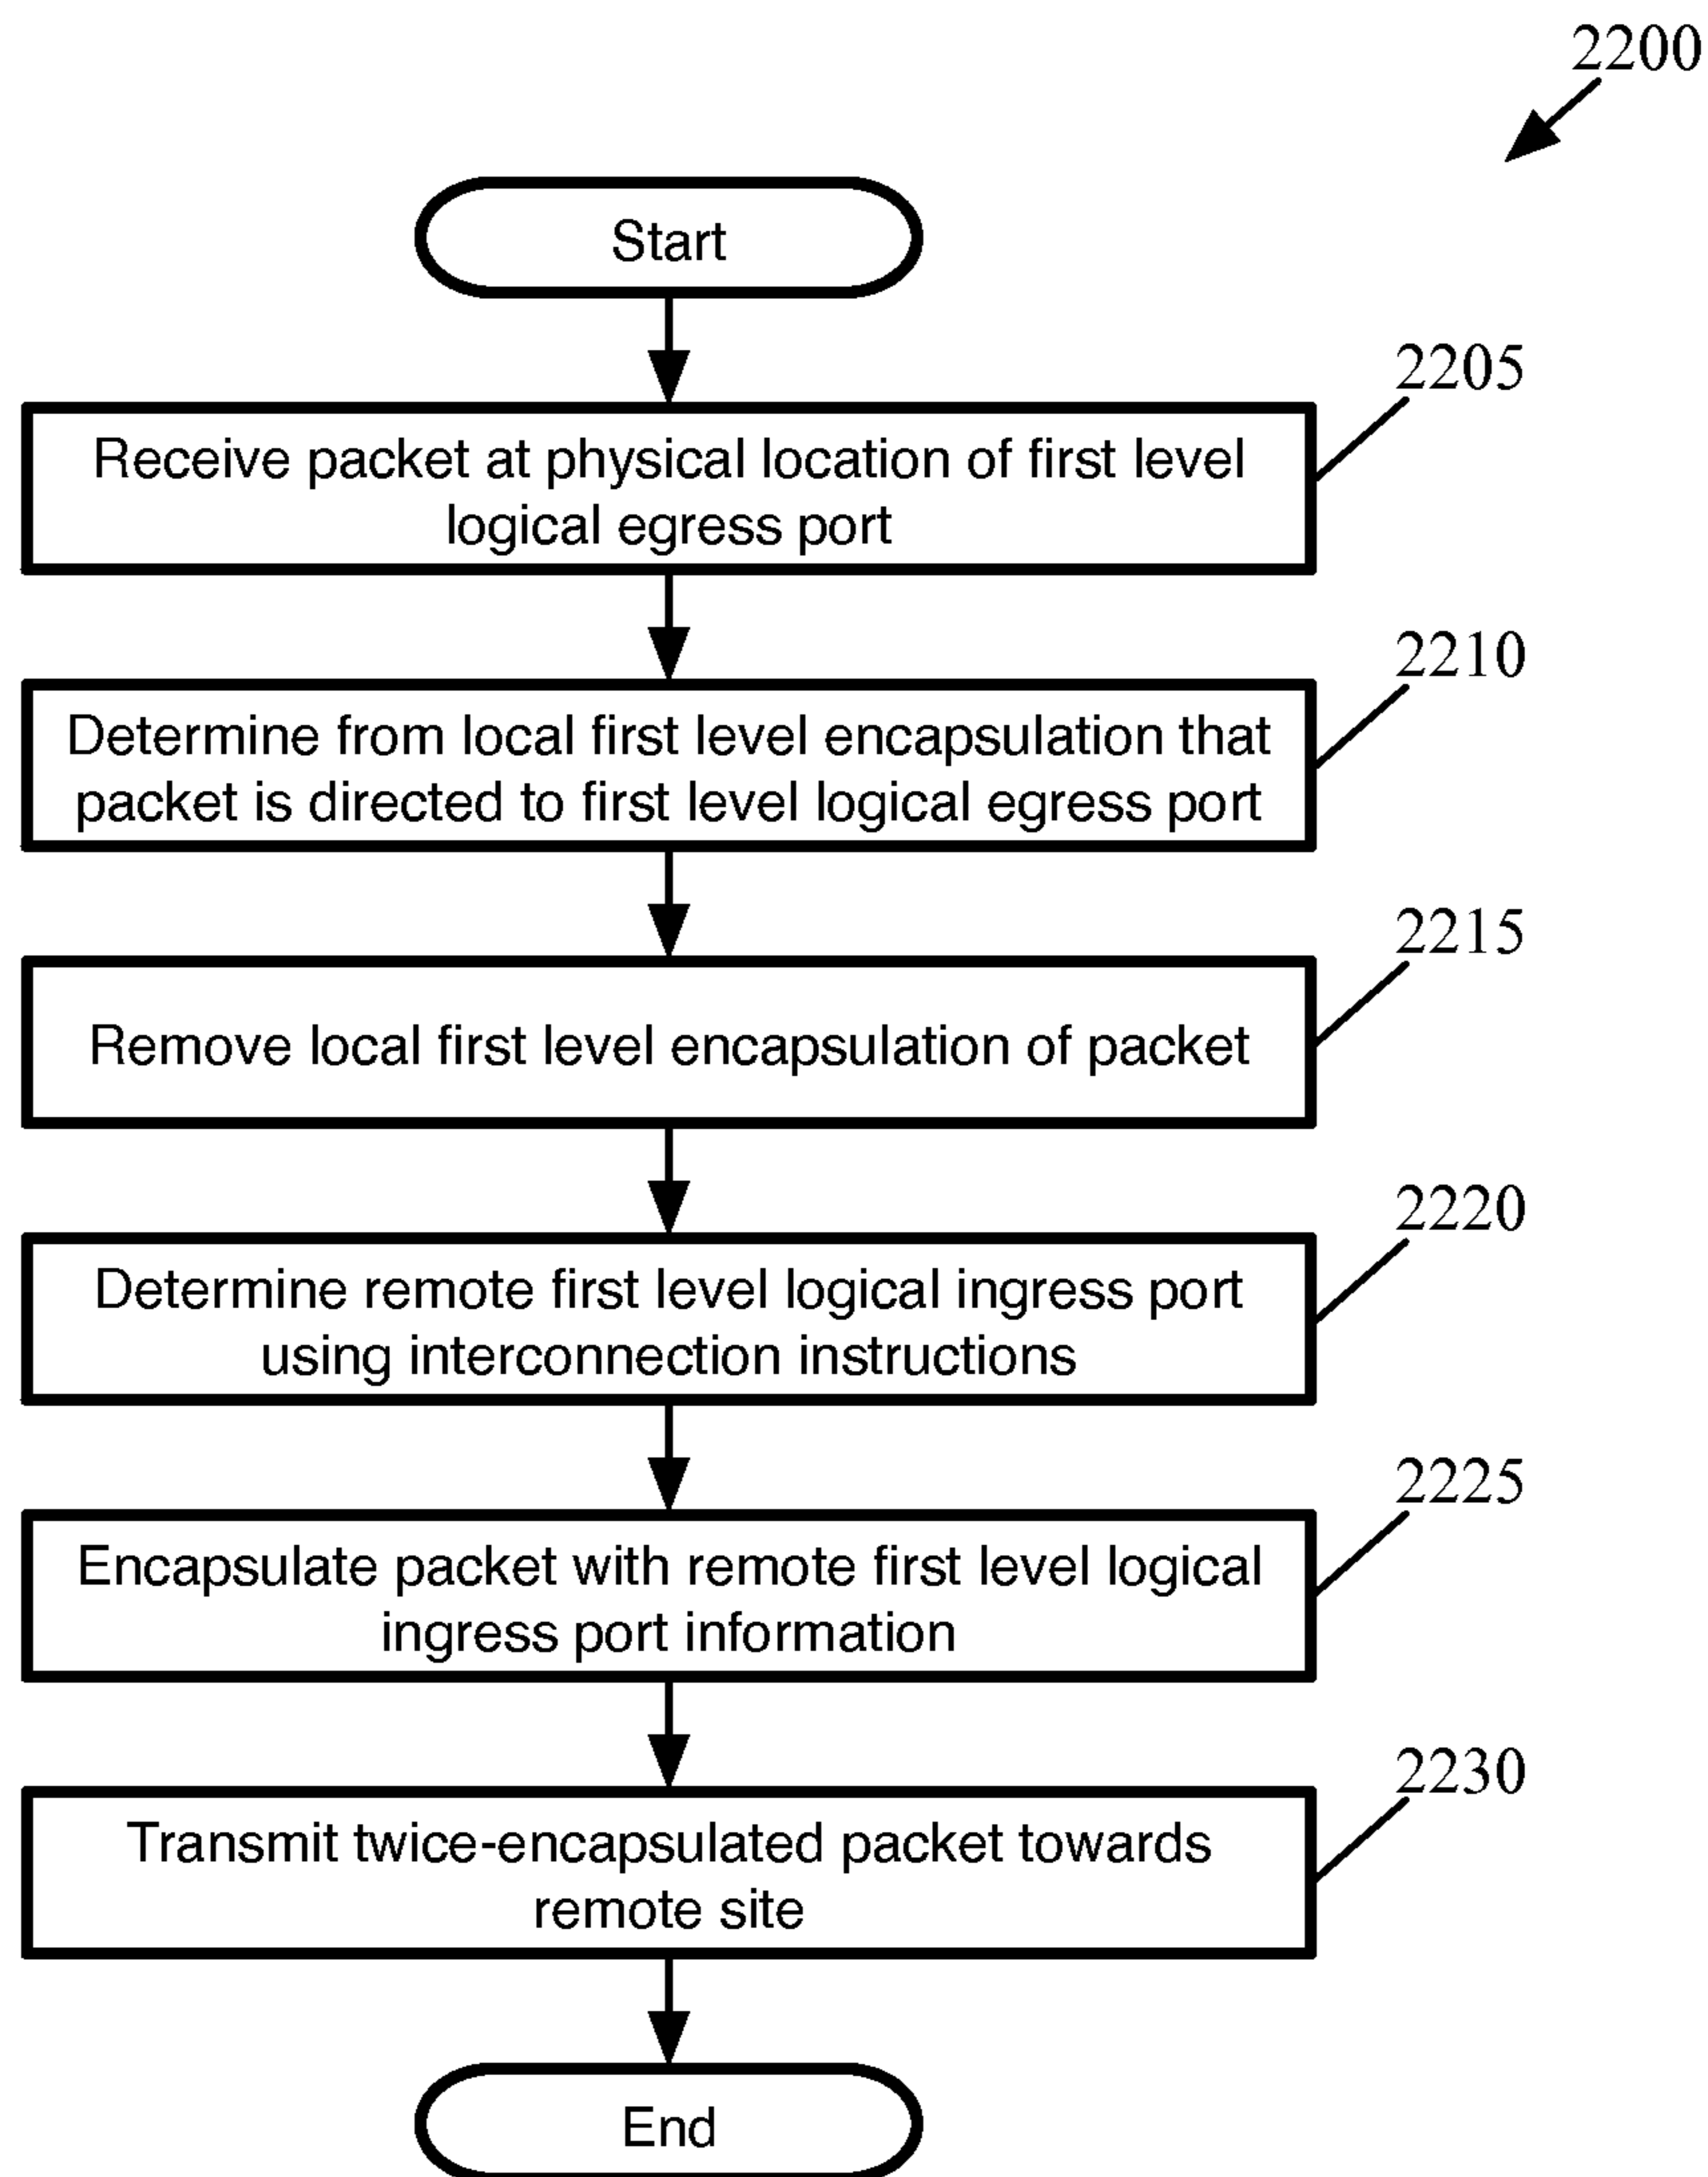 2200
Start
2205
Receive packet at physical location of first level
logical egress port
2210
Determine from local first level encapsulation that
packet is directed to first level logical egress port
2215
Remove local first level encapsulation of packet
2220
Determine remote first level logical ingress port
using interconnection instructions
2225
Encapsulate packet with remote first level logical
ingress port information
2230
Transmit twice-encapsulated packet towards
remote site
End